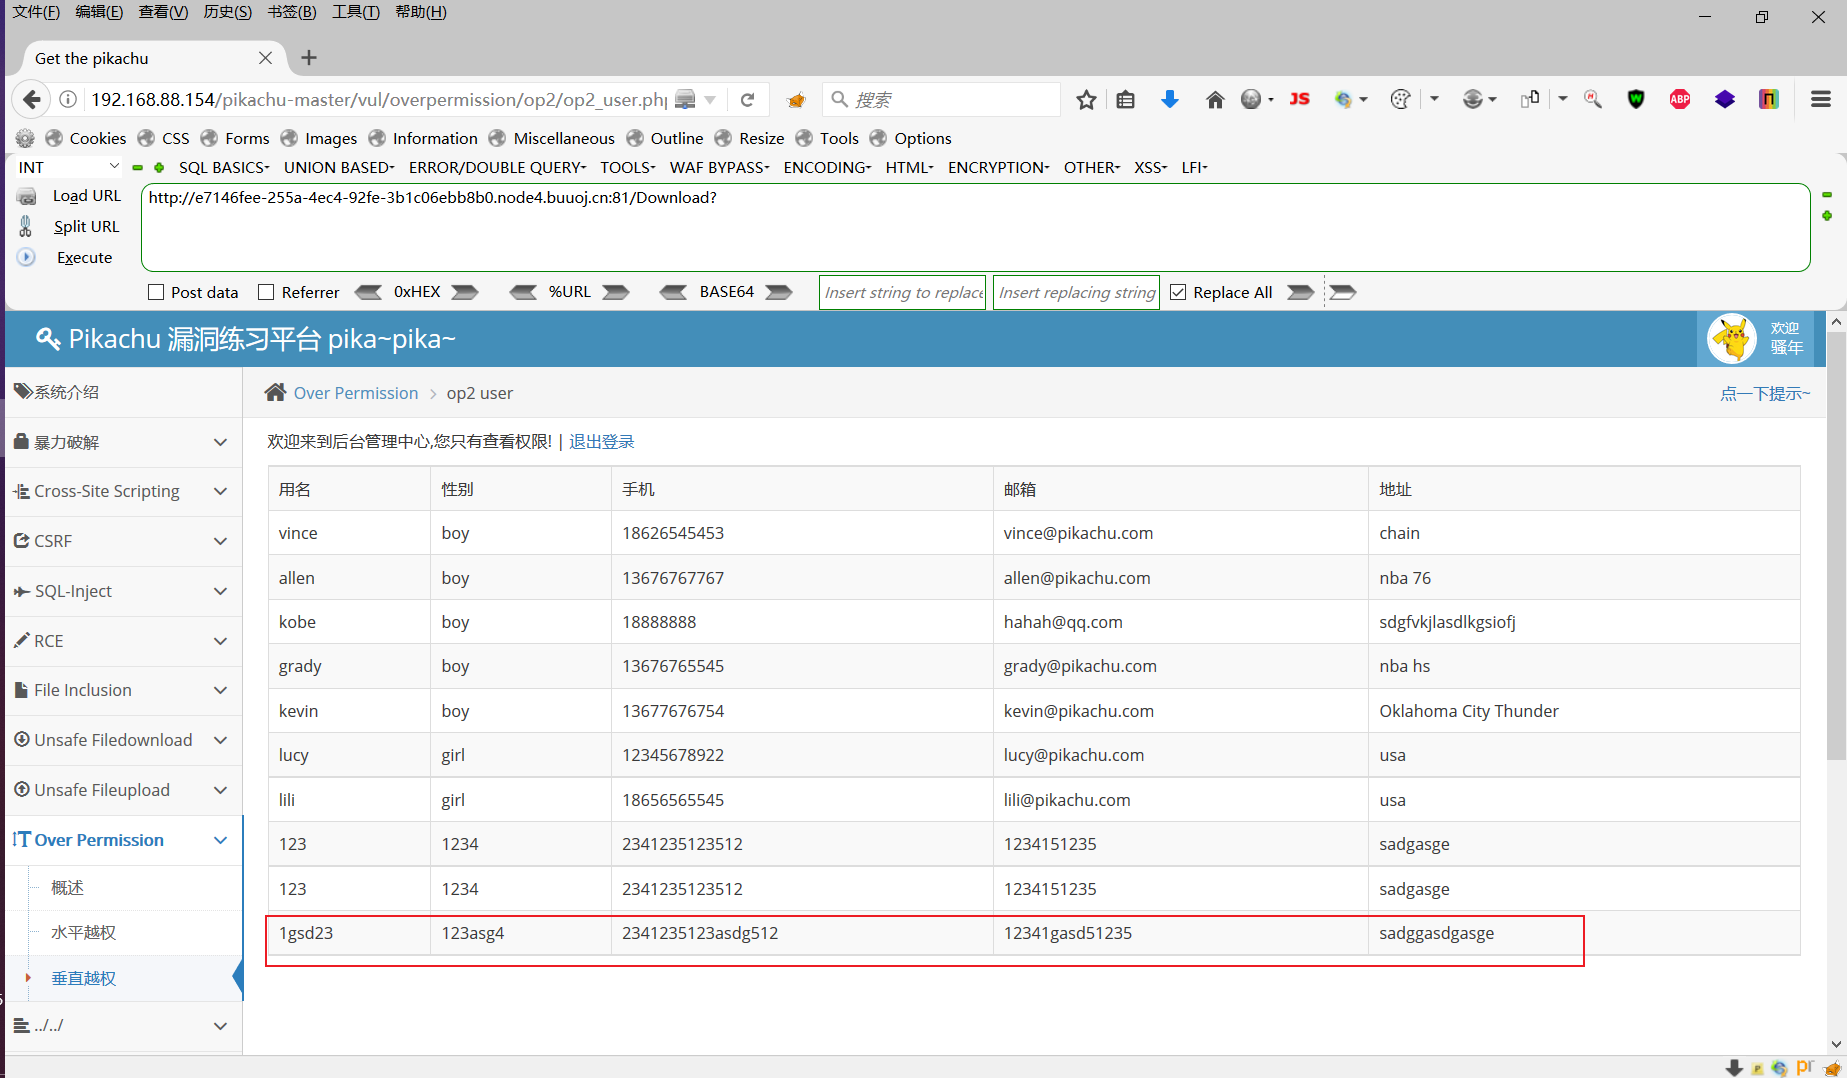 文件(F) 编辑(E) 查看(V) 历史(S) 书签(B) 工具(T) 帮助(H)
Get the pikachu
192.168.88.154/pikachu-master/vul/overpermission/op2/op2_user.php 搜索 JS ABP
Cookies CSS Forms Images Information Miscellaneous Outline Resize Tools Options
INT SQL BASICS UNION BASED ERROR/DOUBLE QUERY TOOLS WAF BYPASS ENCODING HTML ENCRYPTION OTHER XSS LFI
Load URL http://e7146fee-255a-4ec4-92fe-3b1c06ebb8b0.node4.buuoj.cn:81/Download?
Split URL
Execute
Post data Referrer 0xHEX %URL BASE64 Insert string to replace Insert replacing string Replace All
Pikachu 漏洞练习平台 pika~pika~
欢迎
骚年
系统介绍
暴力破解
Cross-Site Scripting
CSRF
SQL-Inject
RCE
File Inclusion
Unsafe Filedownload
Unsafe Fileupload
Over Permission
概述
水平越权
垂直越权
../../
Over Permission > op2 user 点一下提示~
欢迎来到后台管理中心,您只有查看权限! | 退出登录
用名 性别 手机 邮箱 地址
vince boy 18626545453 vince@pikachu.com chain
allen boy 13676767767 allen@pikachu.com nba 76
kobe boy 18888888 hahah@qq.com sdgfvkjlasdlkgsiofj
grady boy 13676765545 grady@pikachu.com nba hs
kevin boy 13677676754 kevin@pikachu.com Oklahoma City Thunder
lucy girl 12345678922 lucy@pikachu.com usa
lili girl 18656565545 lili@pikachu.com usa
123 1234 2341235123512 1234151235 sadgasge
123 1234 2341235123512 1234151235 sadgasge
1gsd23 123asg4 2341235123asdg512 12341gasd51235 sadggasdgasge